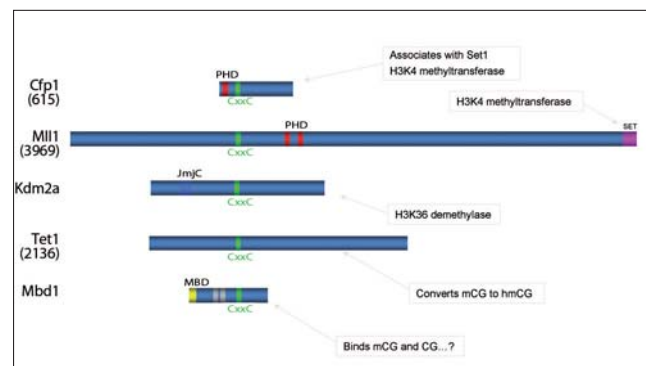 Associates with Set1
H3K4 methyltransferase
PHD
Cfp1
(615)
CxxC
H3K4 methyltransferase
PHD
SET
Mll1
(3969)
CxxC
JmjC
Kdm2a
CxxC
H3K36 demethylase
Tet1
(2136)
CxxC
MBD
Converts mCG to hmCG
Mbd1
CxxC
Binds mCG and CG...?